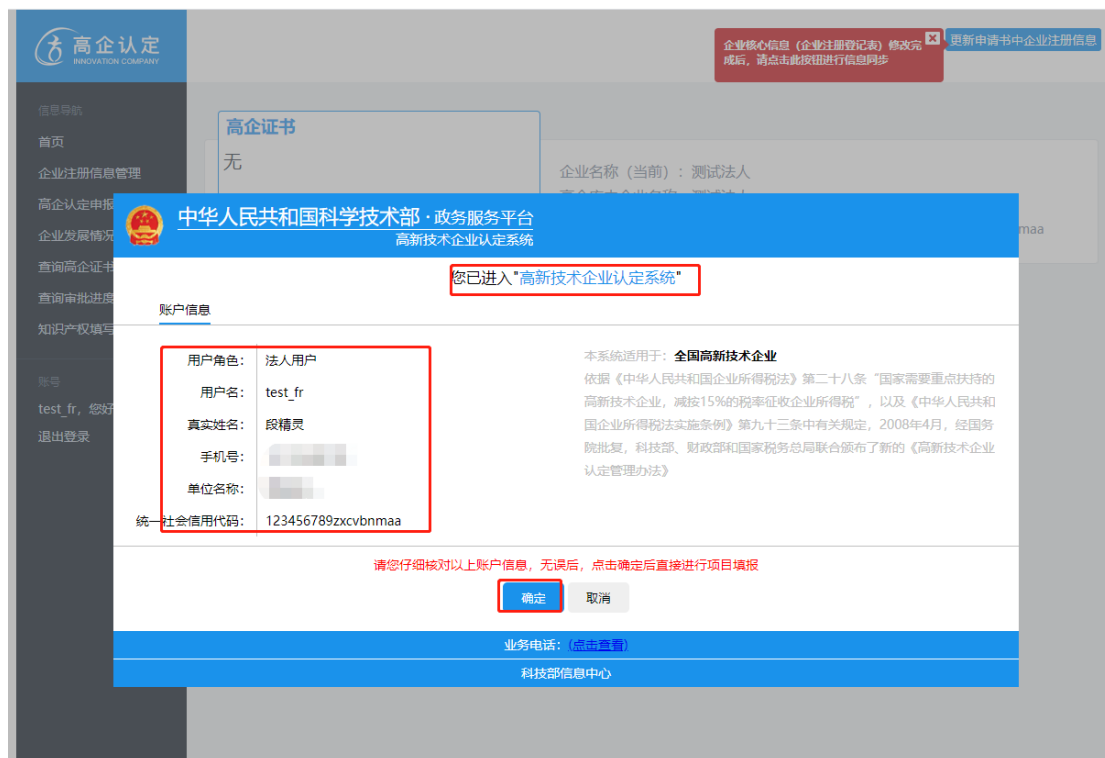 高企认定
INNOVATION COMPANY
企业核心信息（企业注册登记表）修改完
成后，请点击此按钮进行信息同步
更新申请书中企业注册信息
信息导航
首页
企业注册信息管理
高企认定申报
企业发展情况
查询高企证书
查询审批进度
知识产权填写
账号
test_fr，您好
退出登录
高企证书
无
企业名称（当前）：测试法人
maa
中华人民共和国科学技术部·政务服务平台
高新技术企业认定系统
您已进入"高新技术企业认定系统"
账户信息
用户角色： 法人用户
用户名： test_fr
真实姓名： 段精灵
手机号：
单位名称：
统一社会信用代码： 123456789zxcvbnmaa
本系统适用于：全国高新技术企业
依据《中华人民共和国企业所得税法》第二十八条“国家需要重点扶持的
高新技术企业，减按15%的税率征收企业所得税”，以及《中华人民共和
国企业所得税法实施条例》第九十三条中有关规定，2008年4月，经国务
院批复，科技部、财政部和国家税务总局联合颁布了新的《高新技术企业
认定管理办法》
请您仔细核对以上账户信息，无误后，点击确定后直接进行项目填报
确定
取消
业务电话：（点击查看）
科技部信息中心